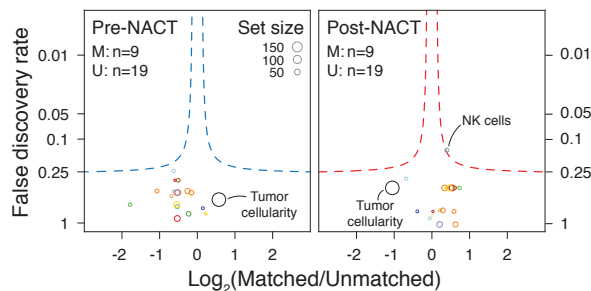 Pre-NACT
M: n=9
U: n=19
Set size
150
100
50
Tumor
cellularity
Post-NACT
M: n=9
U: n=19
NK cells
Tumor
cellularity
False discovery rate
0.01
0.05
0.1
0.25
1
0.01
0.05
0.1
0.25
1
-2
-1
0
1
2
-2
-1
0
1
2
Log2(Matched/Unmatched)